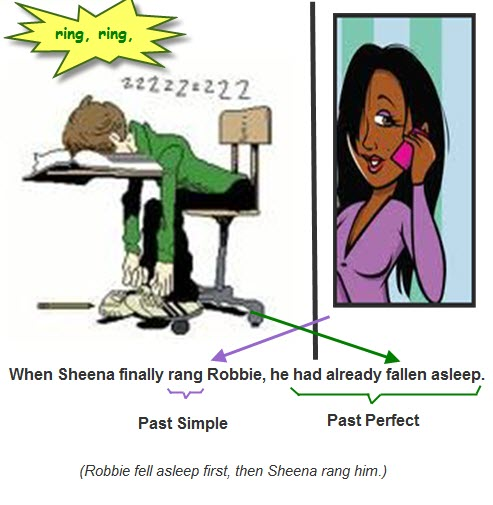 ring, ring,
zzzzzzzz
When Sheena finally rang Robbie, he had already fallen asleep.
Past Simple
Past Perfect
(Robbie fell asleep first, then Sheena rang him.)